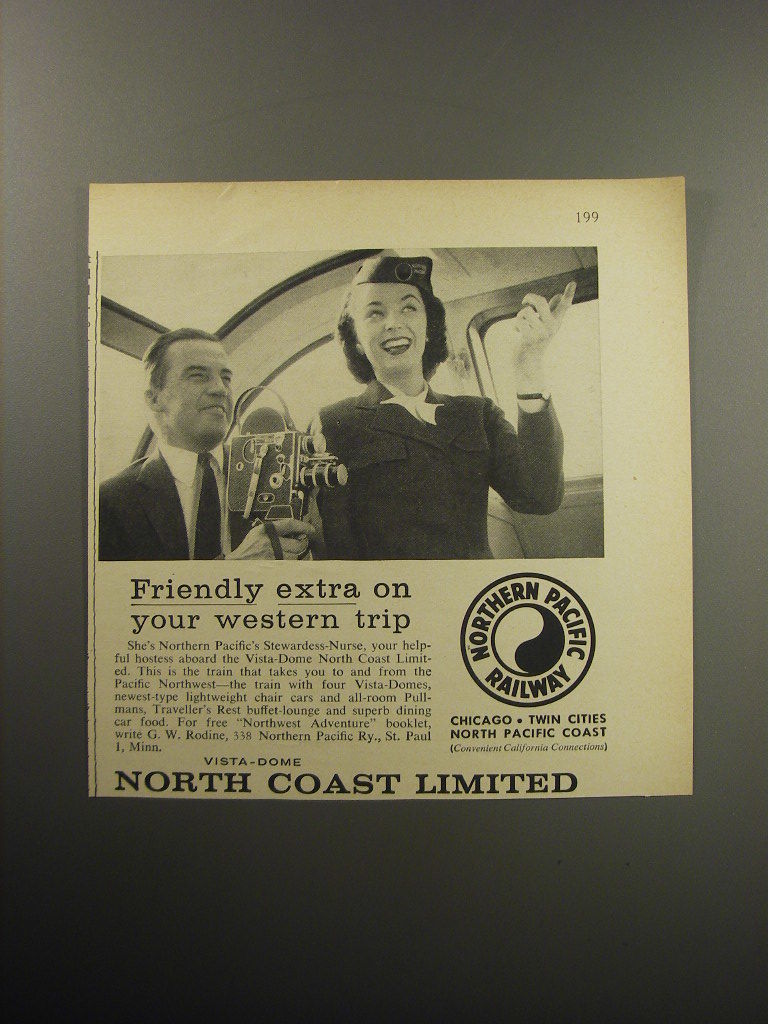 199
Friendly extra on
your western trip
She's Northern Pacific's Stewardess-Nurse, your help-
ful hostess aboard the Vista-Dome North Coast Limit-
ed. This is the train that takes you to and from the
Pacific Northwest—the train with four Vista-Domes,
newest-type lightweight chair cars and all-room Pull-
mans, Traveller's Rest buffet-lounge and superb dining
car food. For free "Northwest Adventure" booklet,
write G. W. Rodine, 338 Northern Pacific Ry., St. Paul
1, Minn.
NORTHERN PACIFIC
RAILWAY
CHICAGO • TWIN CITIES
NORTH PACIFIC COAST
(Convenient California Connections)
VISTA-DOME
NORTH COAST LIMITED